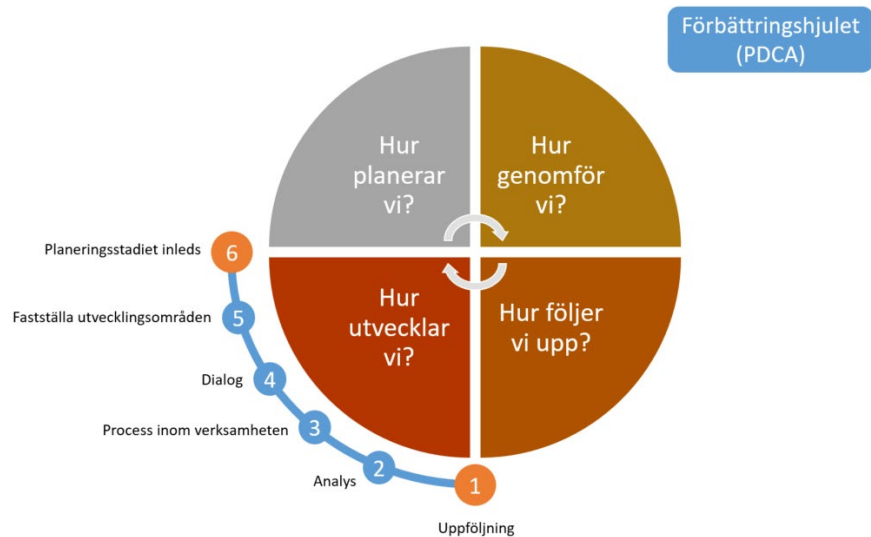 Förbättringshjulet
(PDCA)
Hur
planerar
vi?
Hur
genomför
vi?
Hur
utvecklar
vi?
Hur följer
vi upp?
Planeringsstadiet inleds
6
Fastställa utvecklingsområden
5
Dialog
4
Process inom verksamheten
3
Analys
2
1
Uppföljning